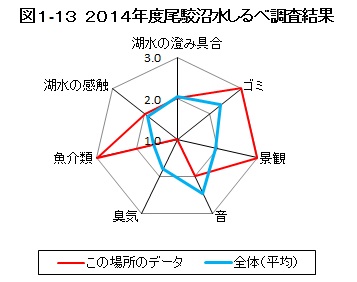 図1-13 2014年度尾駮沼水しるべ調査結果
湖水の澄み具合
3.0
湖水の感触
ゴミ
2.0
魚介類
1.0
景観
臭気
音
この場所のデータ
全体(平均)